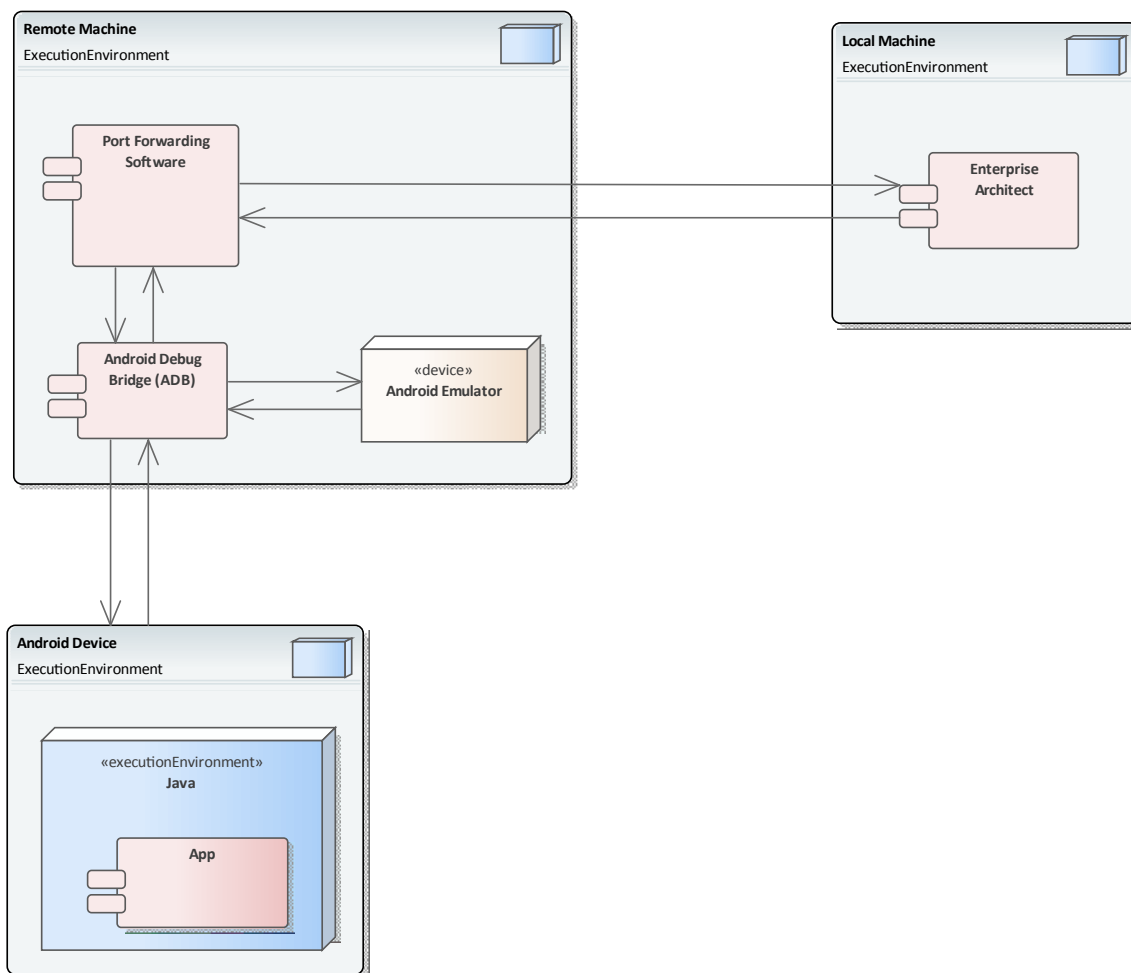 Remote Machine
ExecutionEnvironment
Local Machine
ExecutionEnvironment
Port Forwarding
Software
Enterprise
Architect
Android Debug
Bridge (ADB)
«device»
Android Emulator
Android Device
ExecutionEnvironment
«executionEnvironment»
Java
App